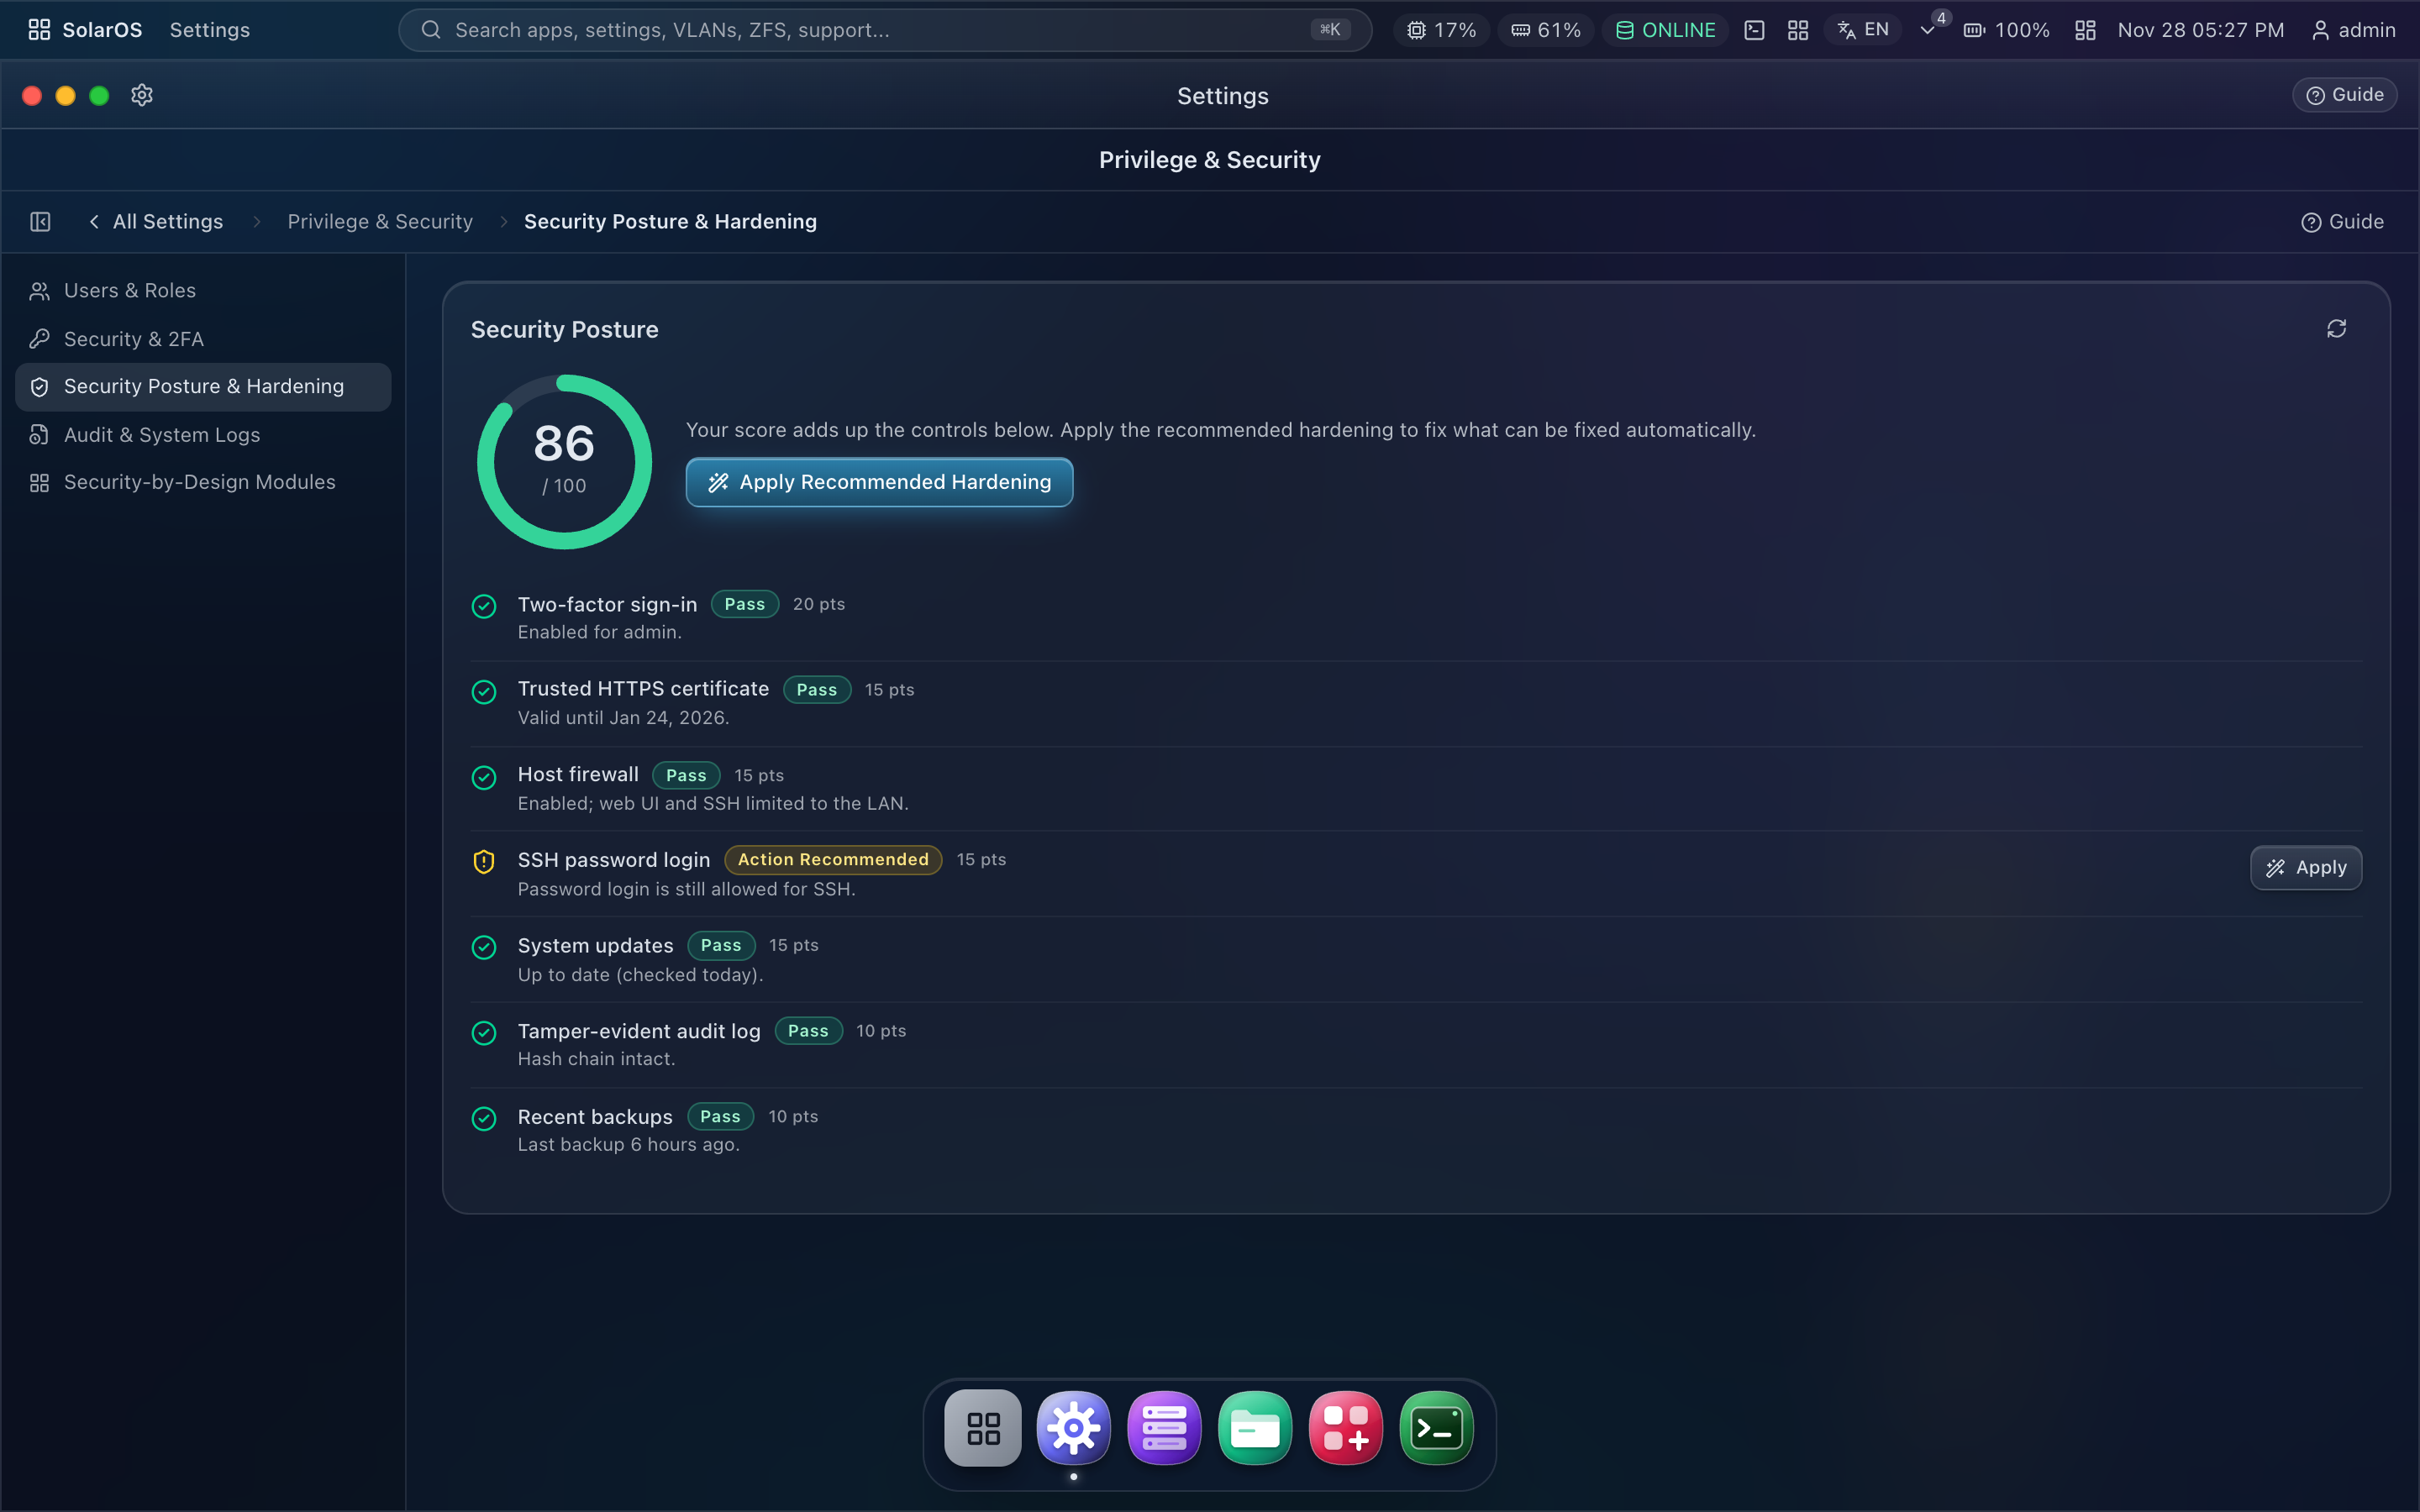 SolarOS Settings Search apps, settings, VLANs, ZFS, support... ⌘K 17% 61% ONLINE EN 4 100% Nov 28 05:27 PM admin
Settings Guide
Privilege & Security
All Settings Privilege & Security Security Posture & Hardening Guide
Users & Roles
Security & 2FA
Security Posture & Hardening
Audit & System Logs
Security-by-Design Modules
Security Posture
86
/ 100
Your score adds up the controls below. Apply the recommended hardening to fix what can be fixed automatically.
Apply Recommended Hardening
Two-factor sign-in Pass 20 pts
Enabled for admin.
Trusted HTTPS certificate Pass 15 pts
Valid until Jan 24, 2026.
Host firewall Pass 15 pts
Enabled; web UI and SSH limited to the LAN.
SSH password login Action Recommended 15 pts
Password login is still allowed for SSH.
Apply
System updates Pass 15 pts
Up to date (checked today).
Tamper-evident audit log Pass 10 pts
Hash chain intact.
Recent backups Pass 10 pts
Last backup 6 hours ago.